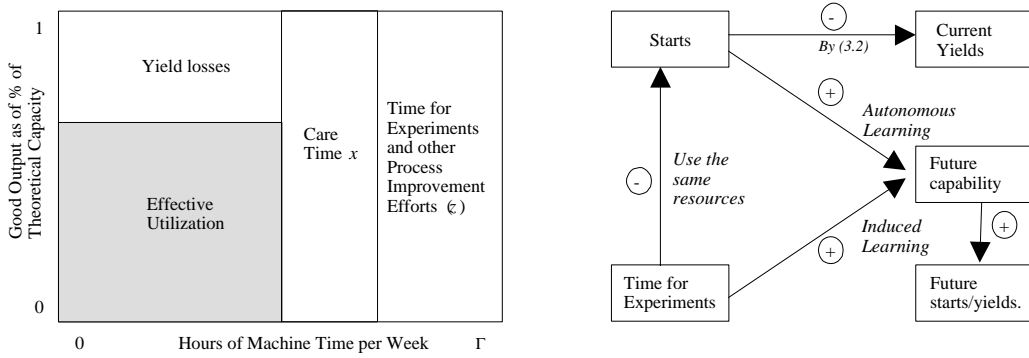 Good Output as of % of
Theoretical Capacity
1
0
Yield losses
Effective
Utilization
Care
Time x
Time for
Experiments
and other
Process
Improvement
Efforts (z)
0
Hours of Machine Time per Week
Γ
Starts
-
By (3.2)
Current
Yields
+
Autonomous
Learning
-
Use the
same
resources
Future
capability
+
Induced
Learning
+
Time for
Experiments
Future
starts/yields.